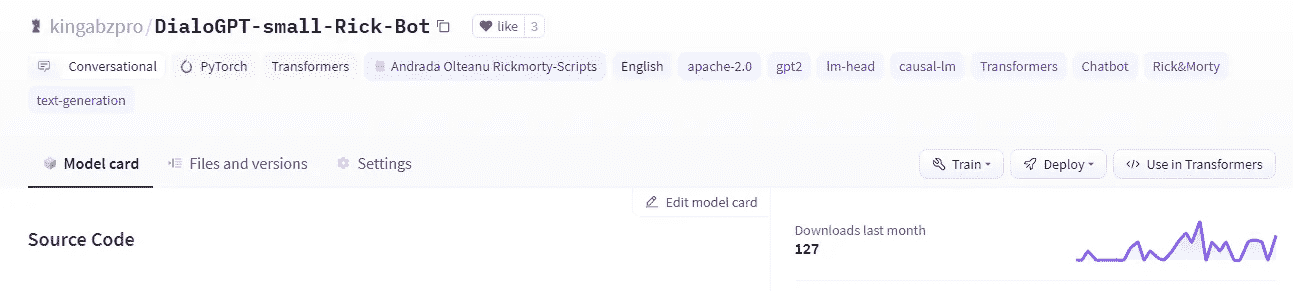 kingabzpro/DialoGPT-small-Rick-Bot like 3
Conversational PyTorch Transformers Andrada Olteanu Rickmorty-Scripts English apache-2.0 gpt2 lm-head causal-lm Transformers Chatbot Rick&Morty
text-generation
Model card Files and versions Settings Train Deploy Use in Transformers
Edit model card
Source Code
Downloads last month
127